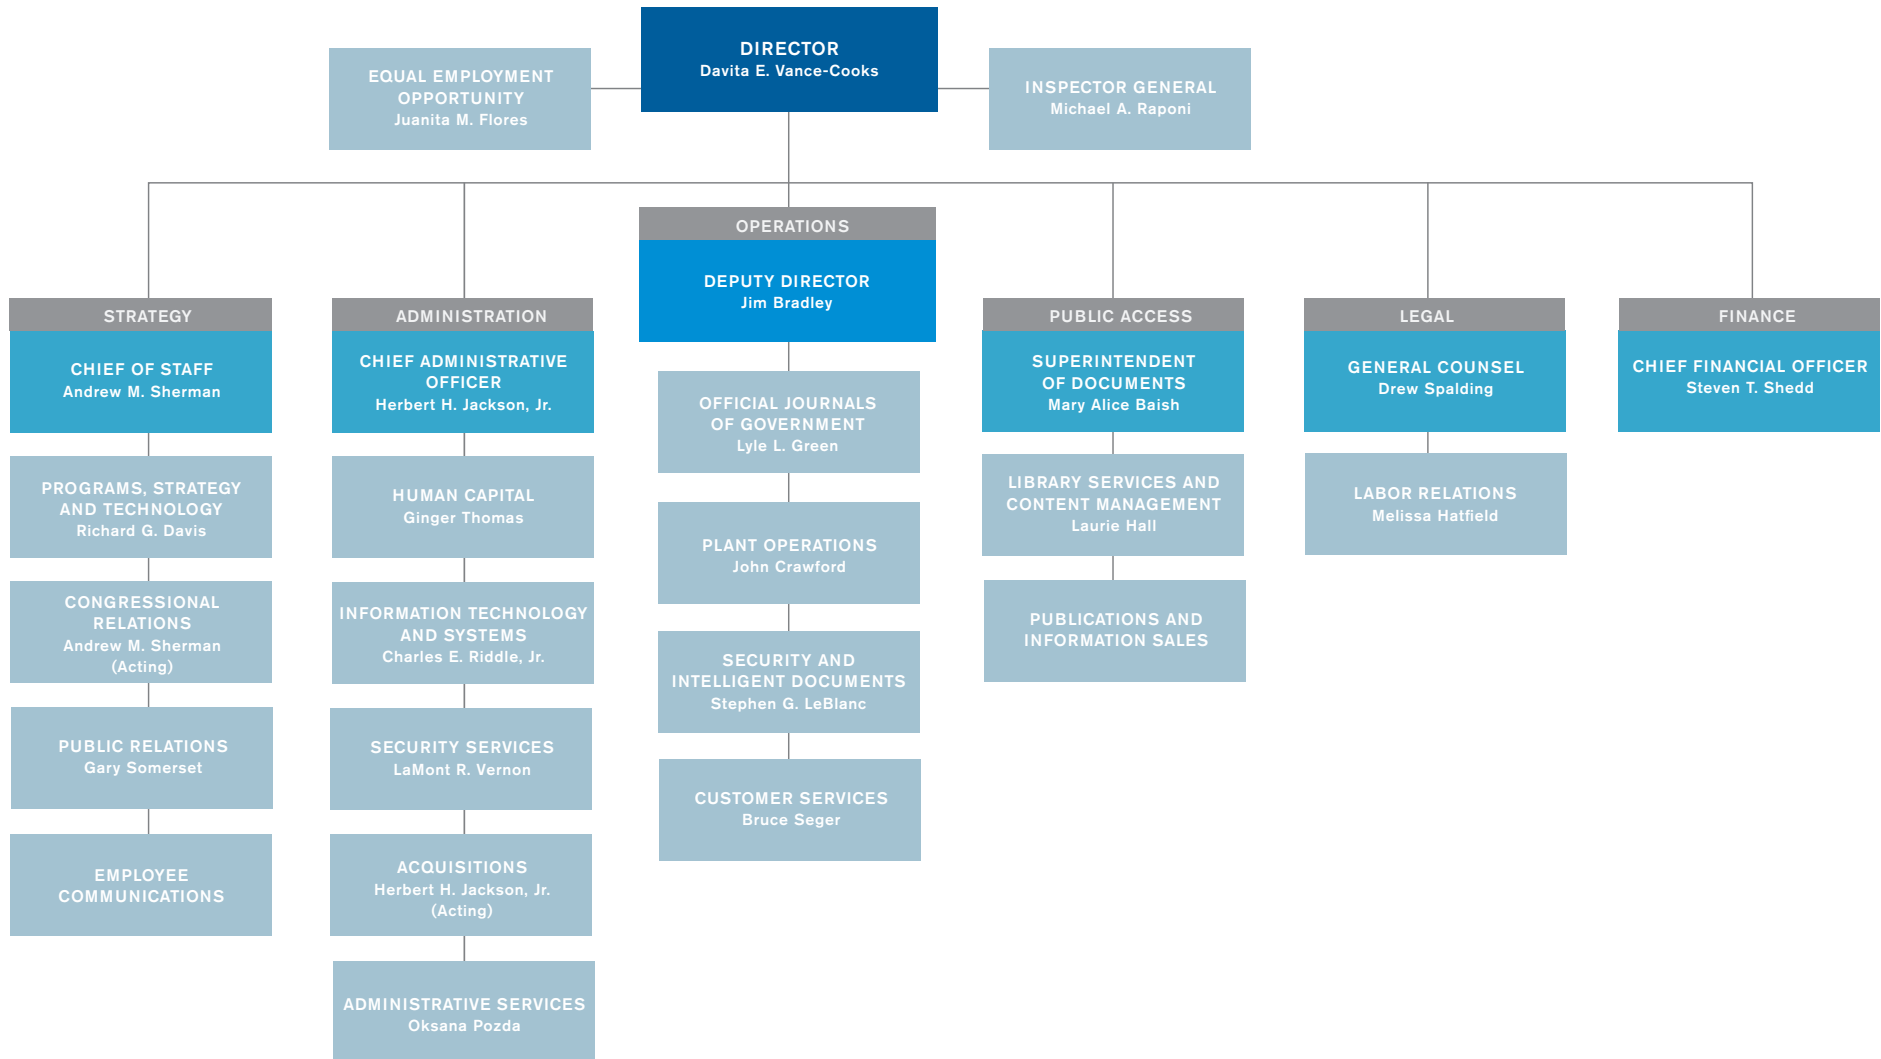 DIRECTOR
Davita E. Vance-Cooks
EQUAL EMPLOYMENT
OPPORTUNITY
Juanita M. Flores
INSPECTOR GENERAL
Michael A. Raponi
OPERATIONS
DEPUTY DIRECTOR
Jim Bradley
STRATEGY
CHIEF OF STAFF
Andrew M. Sherman
PROGRAMS, STRATEGY
AND TECHNOLOGY
Richard G. Davis
CONGRESSIONAL
RELATIONS
Andrew M. Sherman
(Acting)
PUBLIC RELATIONS
Gary Somerset
EMPLOYEE
COMMUNICATIONS
ADMINISTRATION
CHIEF ADMINISTRATIVE
OFFICER
Herbert H. Jackson, Jr.
HUMAN CAPITAL
Ginger Thomas
INFORMATION TECHNOLOGY
AND SYSTEMS
Charles E. Riddle, Jr.
SECURITY SERVICES
LaMont R. Vernon
ACQUISITIONS
Herbert H. Jackson, Jr.
(Acting)
ADMINISTRATIVE SERVICES
Oksana Pozda
OFFICIAL JOURNALS
OF GOVERNMENT
Lyle L. Green
PLANT OPERATIONS
John Crawford
SECURITY AND
INTELLIGENT DOCUMENTS
Stephen G. LeBlanc
CUSTOMER SERVICES
Bruce Seger
PUBLIC ACCESS
SUPERINTENDENT
OF DOCUMENTS
Mary Alice Baish
LIBRARY SERVICES AND
CONTENT MANAGEMENT
Laurie Hall
PUBLICATIONS AND
INFORMATION SALES
LEGAL
GENERAL COUNSEL
Drew Spalding
LABOR RELATIONS
Melissa Hatfield
FINANCE
CHIEF FINANCIAL OFFICER
Steven T. Shedd